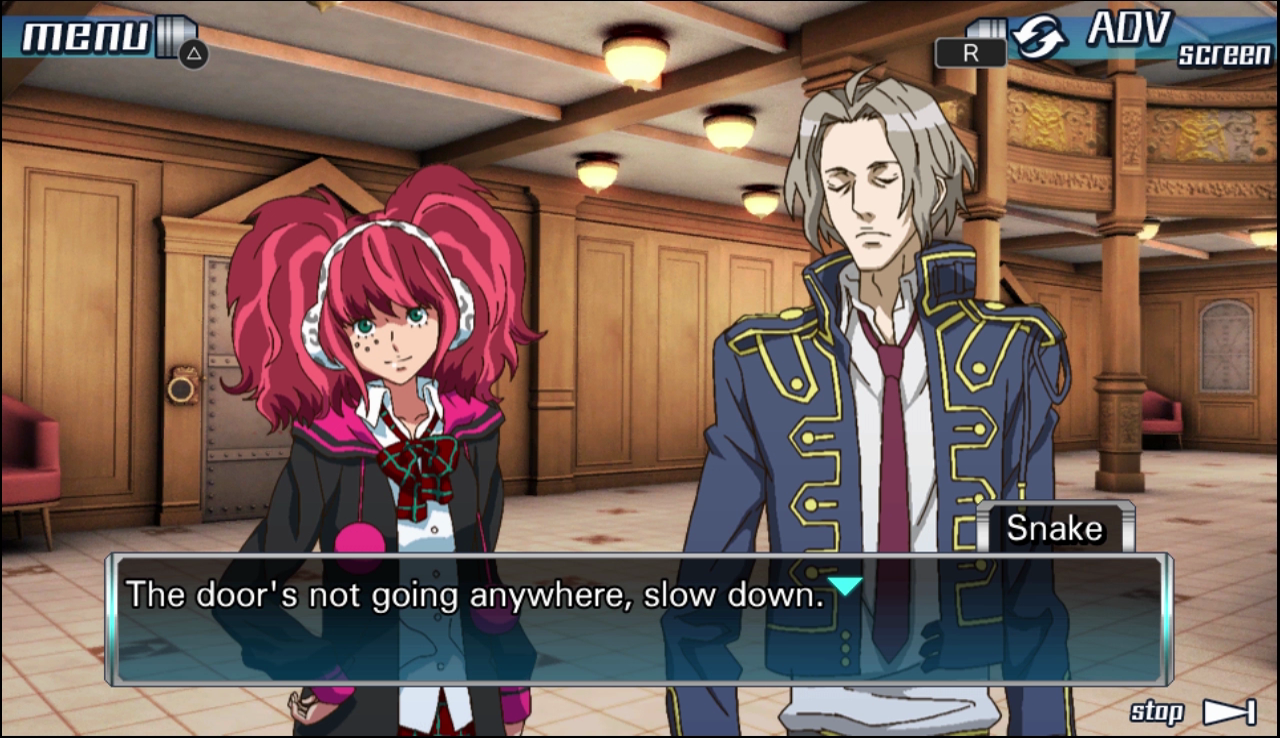 menu
R
ADV
screen
Snake
The door's not going anywhere, slow down.
stop